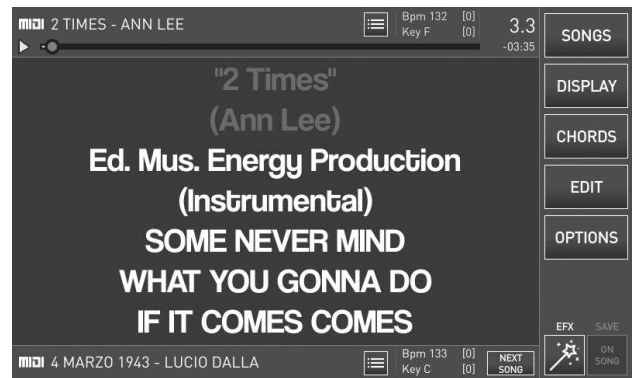 MIDI 2 TIMES - ANN LEE
Bpm 132 [0]
Key F [0]
3.3
-03:35
"2 Times"
(Ann Lee)
Ed. Mus. Energy Production
(Instrumental)
SOME NEVER MIND
WHAT YOU GONNA DO
IF IT COMES COMES
MIDI 4 MARZO 1943 - LUCIO DALLA
Bpm 133 [0]
Key C [0]
NEXT
SONG
SONGS
DISPLAY
CHORDS
EDIT
OPTIONS
EFX SAVE
ON
SONG